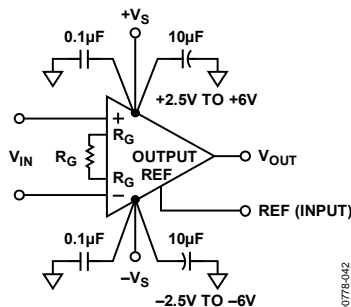 +VS
0.1µF
10µF
+2.5V TO +6V
+
RG
VIN
RG
OUTPUT
VOUT
RG
REF
–
REF (INPUT)
0.1µF
10µF
–VS
–2.5V TO –6V
0778-042